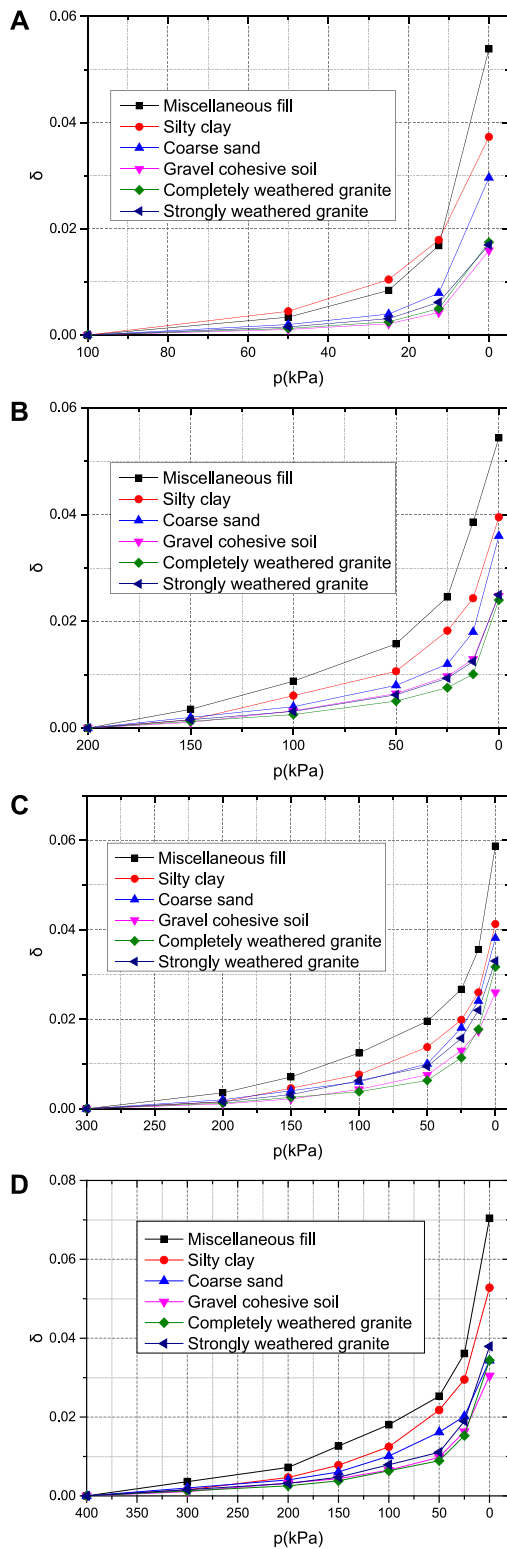 A
0.06
0.04
0.02
0.00
δ
Miscellaneous fill
Silty clay
Coarse sand
Gravel cohesive soil
Completely weathered granite
Strongly weathered granite
100 80 60 40 20 0
p(kPa)
B
0.06
0.04
0.02
0.00
δ
Miscellaneous fill
Silty clay
Coarse sand
Gravel cohesive soil
Completely weathered granite
Strongly weathered granite
200 150 100 50 0
p(kPa)
C
0.06
0.04
0.02
0.00
δ
Miscellaneous fill
Silty clay
Coarse sand
Gravel cohesive soil
Completely weathered granite
Strongly weathered granite
300 250 200 150 100 50 0
p(kPa)
D
0.08
0.06
0.04
0.02
0.00
δ
Miscellaneous fill
Silty clay
Coarse sand
Gravel cohesive soil
Completely weathered granite
Strongly weathered granite
400 350 300 250 200 150 100 50 0
p(kPa)